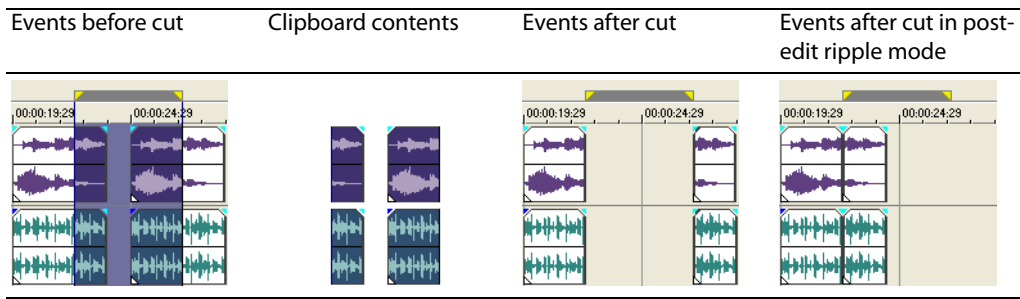 Events before cut
Clipboard contents
Events after cut
Events after cut in post-
edit ripple mode
00:00:19:29 00:00:24:29
00:00:19:29 00:00:24:29
00:00:19:29 00:00:24:29